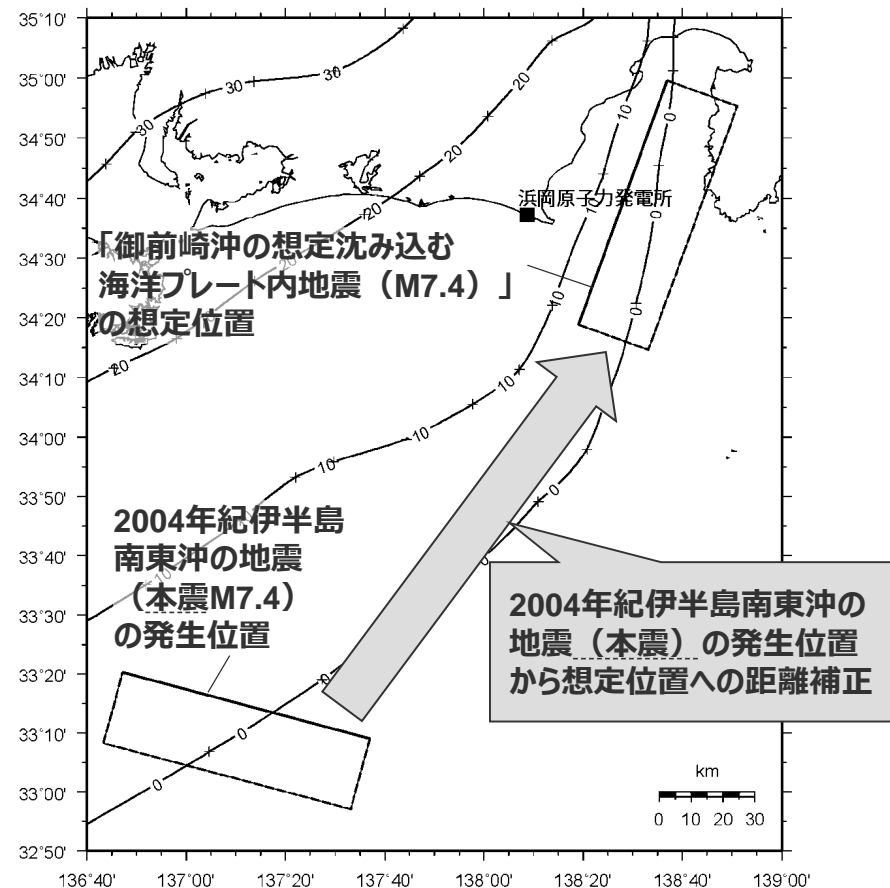 35°10'
35°00'
34°50'
34°40'
34°30'
34°20'
34°10'
34°00'
33°50'
33°40'
33°30'
33°20'
33°10'
33°00'
32°50'
30
30
30
20
20
20
20
20
10
10
10
10
10
10
10
10
0
0
0
0
0
0
0
0
浜岡原子力発電所
「御前崎沖の想定沈み込む
海洋プレート内地震（M7.4）」
の想定位置
2004年紀伊半島
南東沖の地震
（本震M7.4）
の発生位置
2004年紀伊半島南東沖の
地震（本震）の発生位置
から想定位置への距離補正
km
0 10 20 30
136°40' 137°00' 137°20' 137°40' 138°00' 138°20' 138°40' 139°00'